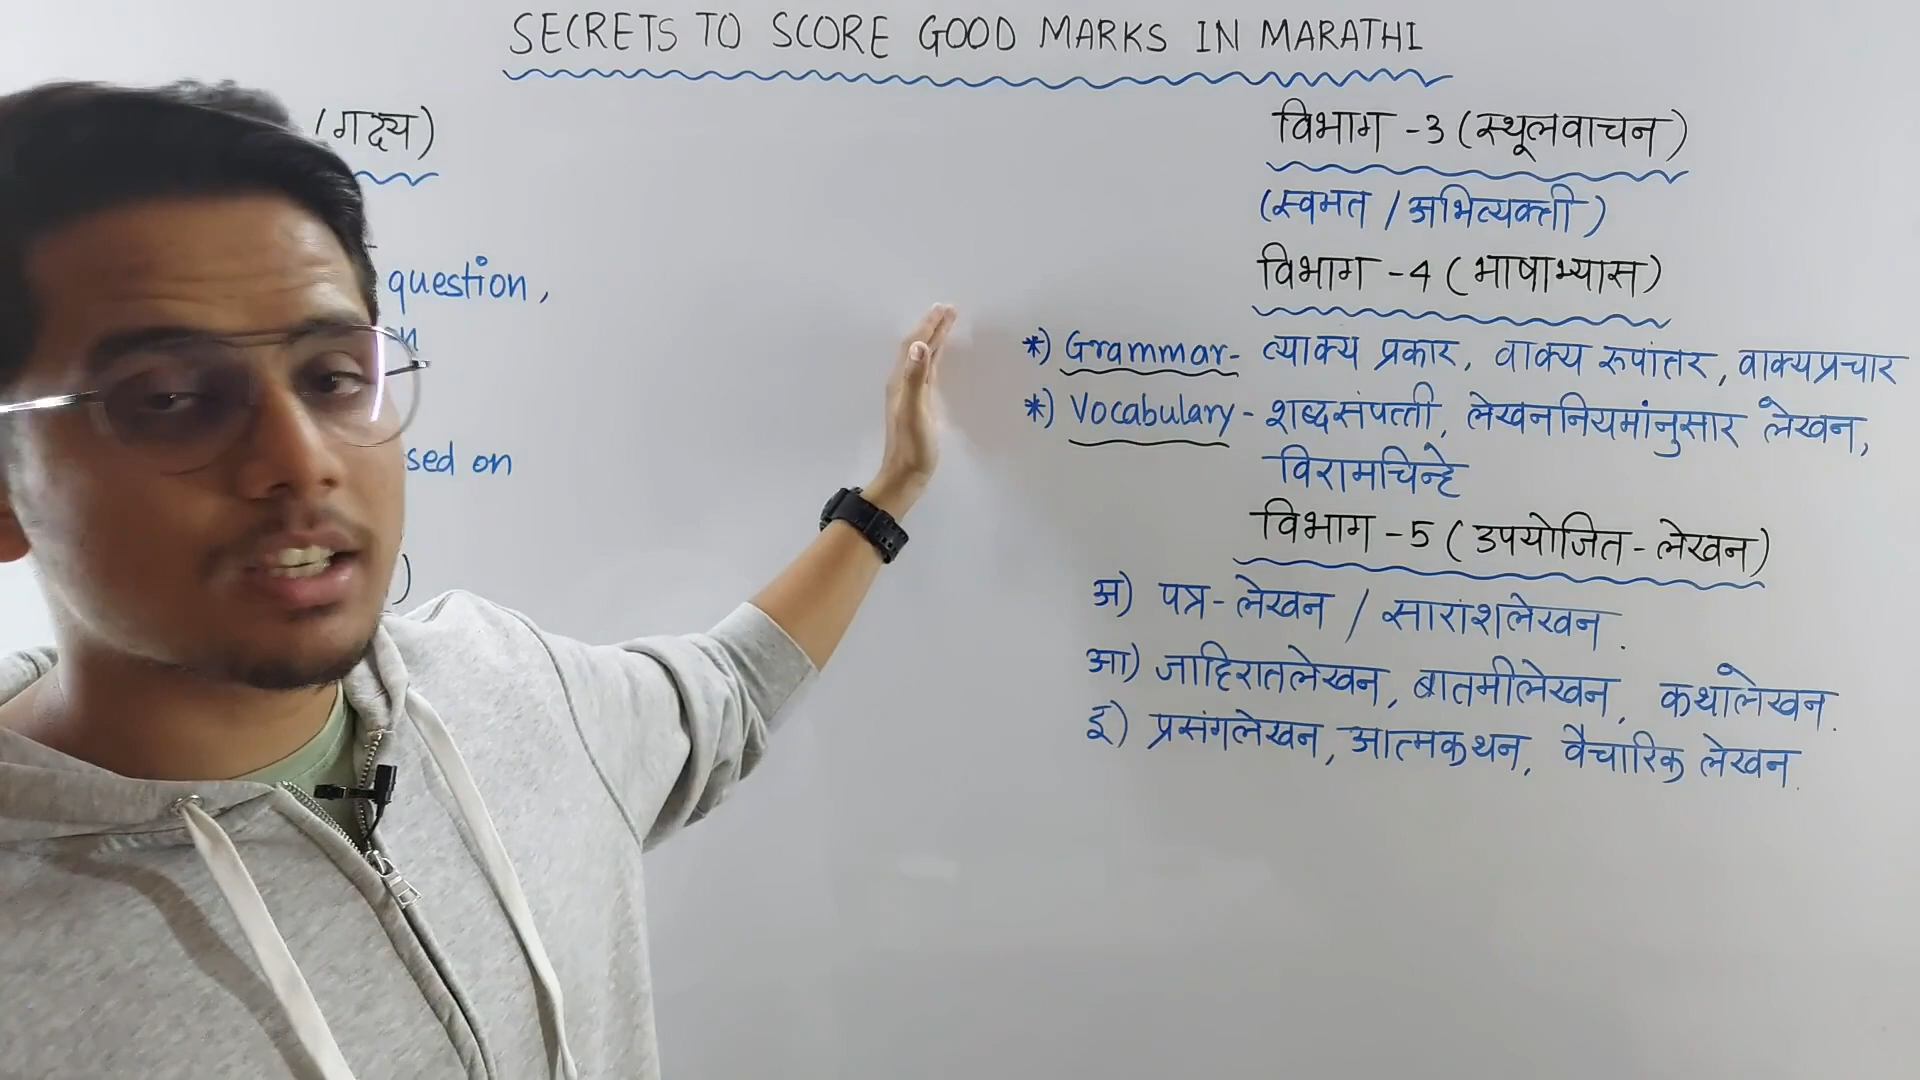 SECRETS TO SCORE GOOD MARKS IN MARATHI
(गद्य)
question,
sed on
)
विभाग -3 (स्थूलवाचन)
(स्वमत / अभिव्यक्ती)
विभाग -4 (भाषाभ्यास)
*) Grammar- व्याक्य प्रकार, वाक्य रूपांतर, वाक्यप्रचार
*) Vocabulary - शब्दसंपत्ती, लेखननियमांनुसार लेखन,
विरामचिन्हे
विभाग -5 (उपयोजित - लेखन)
अ) पत्र - लेखन / सारांशलेखन.
आ) जाहिरातलेखन, बातमीलेखन, कथालेखन.
इ) प्रसंगलेखन, आत्मकथन, वैचारिक लेखन.